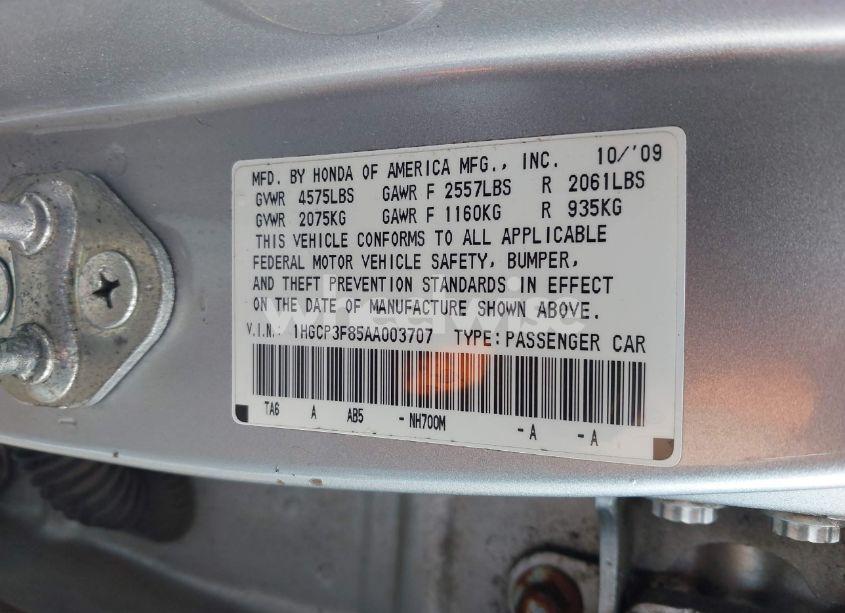 MFD. BY HONDA OF AMERICA MFG., INC. 10/'09
GVWR 4575LBS GAWR F 2557LBS R 2061LBS
GVWR 2075KG GAWR F 1160KG R 935KG
THIS VEHICLE CONFORMS TO ALL APPLICABLE
FEDERAL MOTOR VEHICLE SAFETY, BUMPER,
AND THEFT PREVENTION STANDARDS IN EFFECT
ON THE DATE OF MANUFACTURE SHOWN ABOVE.
wheelwise
V.I.N.: 1HGCP3F85AA003707 TYPE: PASSENGER CAR
TA6 A AB5 - NH700M - A - A